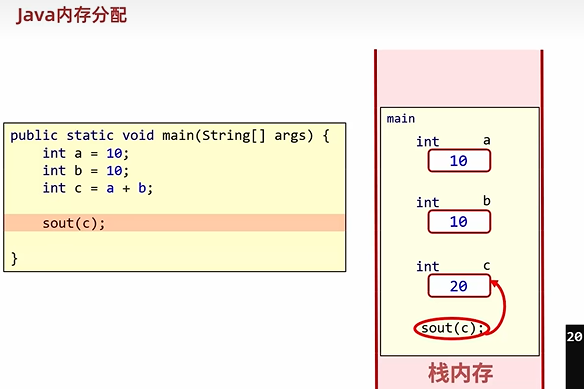 Java内存分配
public static void main(String[] args) {
    int a = 10;
    int b = 10;
    int c = a + b;
    sout(c);
}
main
int a
10
int b
10
int c
20
sout(c);
栈内存
20